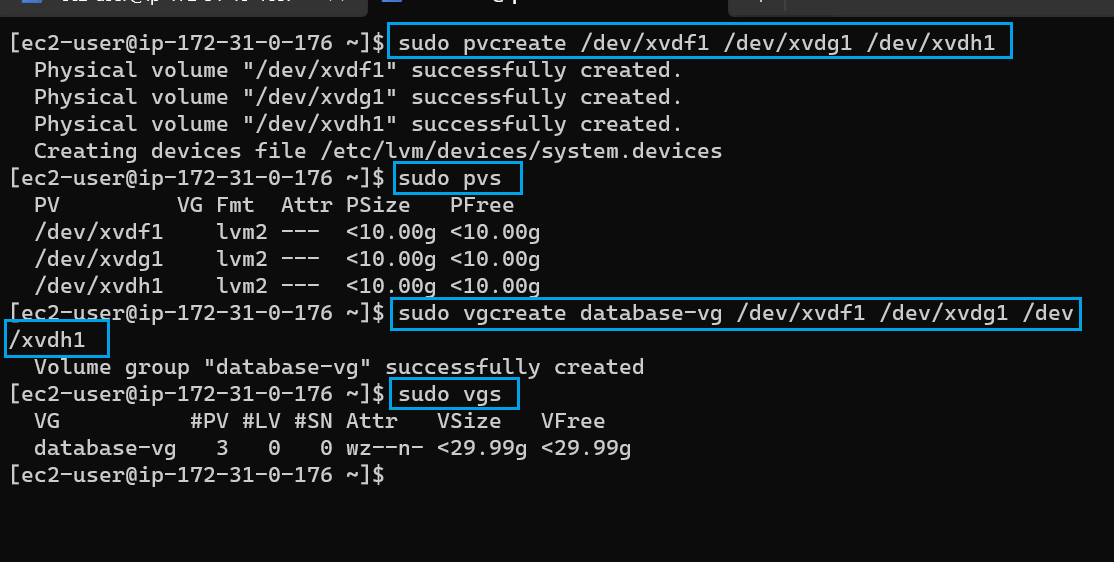 [ec2-user@ip-172-31-0-176 ~]$ sudo pvcreate /dev/xvdf1 /dev/xvdg1 /dev/xvdh1
  Physical volume "/dev/xvdf1" successfully created.
  Physical volume "/dev/xvdg1" successfully created.
  Physical volume "/dev/xvdh1" successfully created.
  Creating devices file /etc/lvm/devices/system.devices
[ec2-user@ip-172-31-0-176 ~]$ sudo pvs
  PV         VG Fmt  Attr PSize   PFree
  /dev/xvdf1    lvm2 ---  <10.00g <10.00g
  /dev/xvdg1    lvm2 ---  <10.00g <10.00g
  /dev/xvdh1    lvm2 ---  <10.00g <10.00g
[ec2-user@ip-172-31-0-176 ~]$ sudo vgcreate database-vg /dev/xvdf1 /dev/xvdg1 /dev
/xvdh1
  Volume group "database-vg" successfully created
[ec2-user@ip-172-31-0-176 ~]$ sudo vgs
  VG          #PV #LV #SN Attr   VSize   VFree
  database-vg   3   0   0 wz--n- <29.99g <29.99g
[ec2-user@ip-172-31-0-176 ~]$